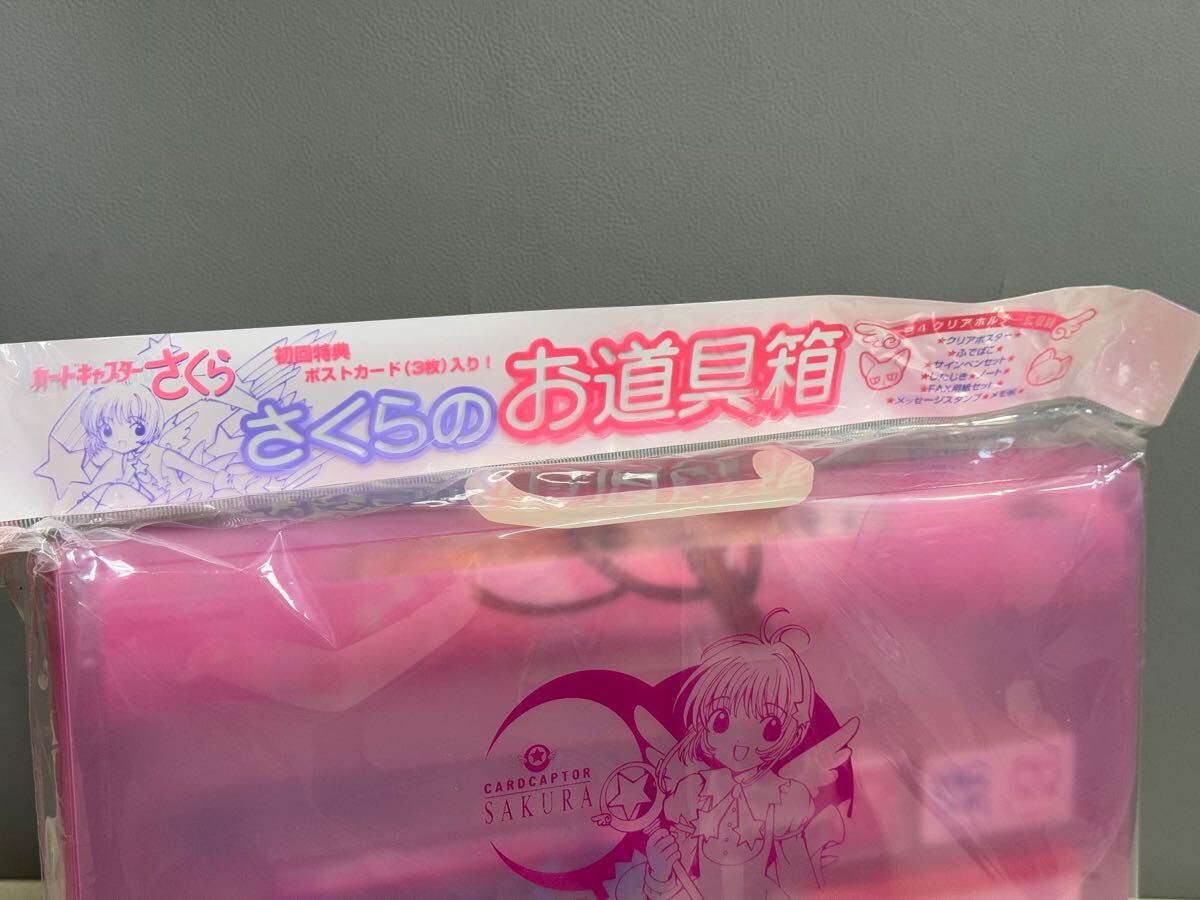 カードキャプターさくら
初回特典
ポストカード(3枚)入り!
さくらのお道具箱
★クリアポスター★
★ふでばこ★
★サインペンセット★
★したじき★ノート★
★FAX用紙セット★
★メッセージスタンプ★メモ帳★
CARDCAPTOR
SAKURA